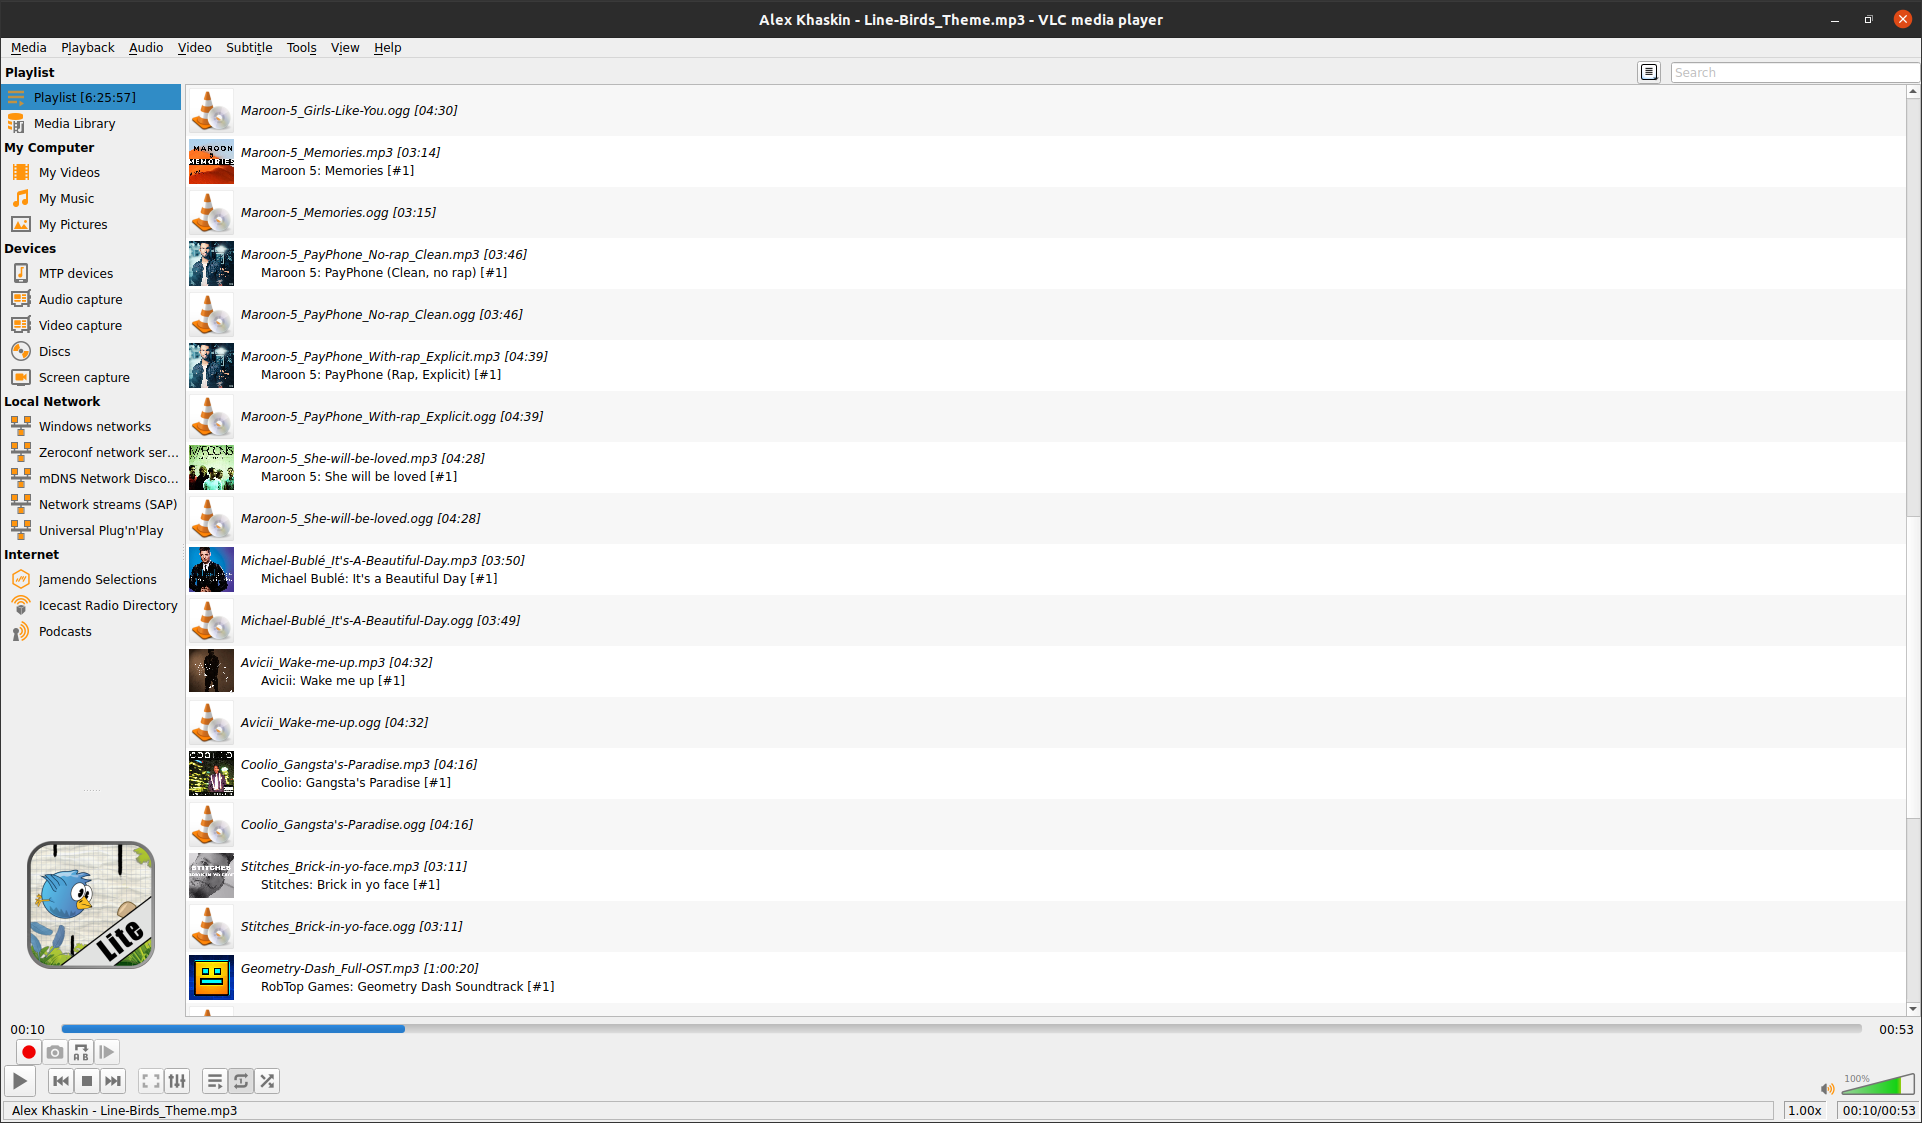 Alex Khaskin - Line-Birds_Theme.mp3 - VLC media player
Media Playback Audio Video Subtitle Tools View Help
Playlist
Search
Playlist [6:25:57]
Media Library
My Computer
My Videos
My Music
My Pictures
Devices
MTP devices
Audio capture
Video capture
Discs
Screen capture
Local Network
Windows networks
Zeroconf network ser...
mDNS Network Disco...
Network streams (SAP)
Universal Plug'n'Play
Internet
Jamendo Selections
Icecast Radio Directory
Podcasts
Lite
Maroon-5_Girls-Like-You.ogg [04:30]
MAROON
5
MEMORIES
Maroon-5_Memories.mp3 [03:14]
Maroon 5: Memories [#1]
Maroon-5_Memories.ogg [03:15]
Maroon-5_PayPhone_No-rap_Clean.mp3 [03:46]
Maroon 5: PayPhone (Clean, no rap) [#1]
Maroon-5_PayPhone_No-rap_Clean.ogg [03:46]
Maroon-5_PayPhone_With-rap_Explicit.mp3 [04:39]
Maroon 5: PayPhone (Rap, Explicit) [#1]
Maroon-5_PayPhone_With-rap_Explicit.ogg [04:39]
Maroon-5_She-will-be-loved.mp3 [04:28]
Maroon 5: She will be loved [#1]
Maroon-5_She-will-be-loved.ogg [04:28]
Michael-Bublé_It's-A-Beautiful-Day.mp3 [03:50]
Michael Bublé: It's a Beautiful Day [#1]
Michael-Bublé_It's-A-Beautiful-Day.ogg [03:49]
Avicii_Wake-me-up.mp3 [04:32]
Avicii: Wake me up [#1]
Avicii_Wake-me-up.ogg [04:32]
Coolio_Gangsta's-Paradise.mp3 [04:16]
Coolio: Gangsta's Paradise [#1]
Coolio_Gangsta's-Paradise.ogg [04:16]
Stitches_Brick-in-yo-face.mp3 [03:11]
Stitches: Brick in yo face [#1]
Stitches_Brick-in-yo-face.ogg [03:11]
Geometry-Dash_Full-OST.mp3 [1:00:20]
RobTop Games: Geometry Dash Soundtrack [#1]
00:10
00:53
A B
100%
Alex Khaskin - Line-Birds_Theme.mp3
1.00x
00:10/00:53